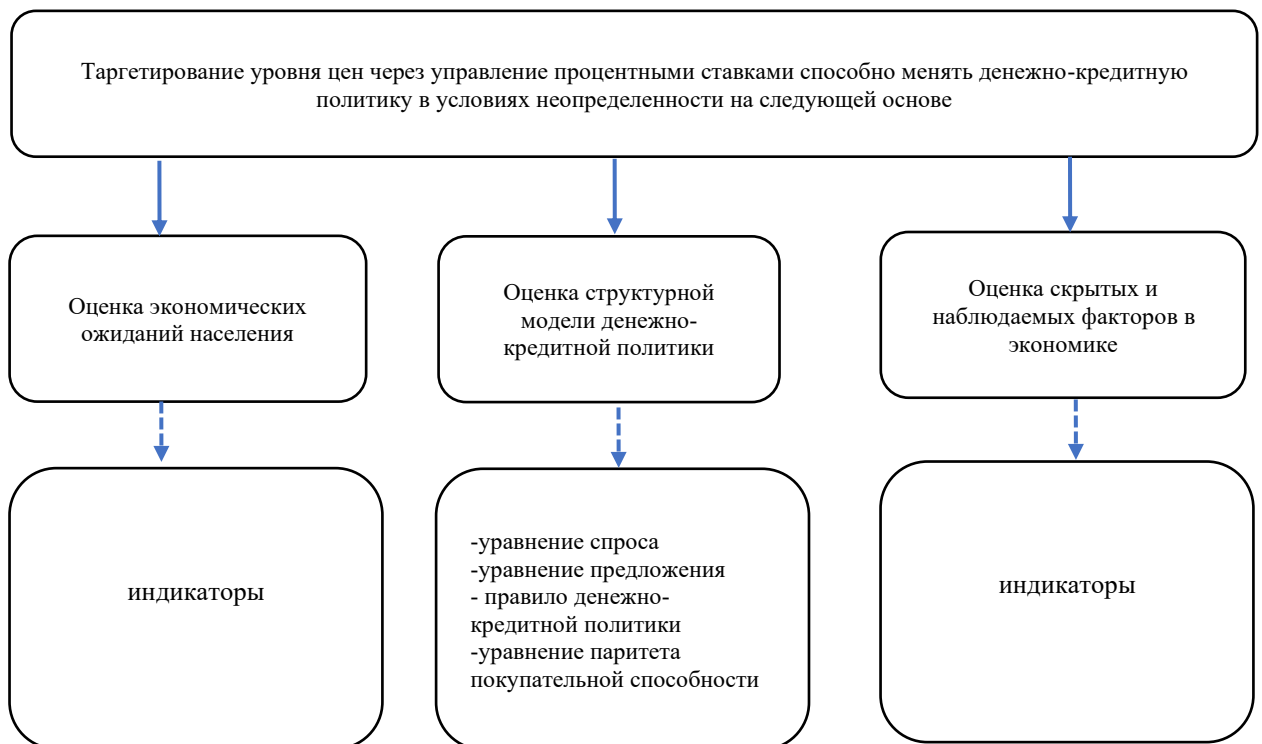 Таргетирование уровня цен через управление процентными ставками способно менять денежно-кредитную
политику в условиях неопределенности на следующей основе
Оценка экономических
ожиданий населения
Оценка структурной
модели денежно-
кредитной политики
Оценка скрытых и
наблюдаемых факторов в
экономике
индикаторы
-уравнение спроса
-уравнение предложения
- правило денежно-
кредитной политики
-уравнение паритета
покупательной способности
индикаторы